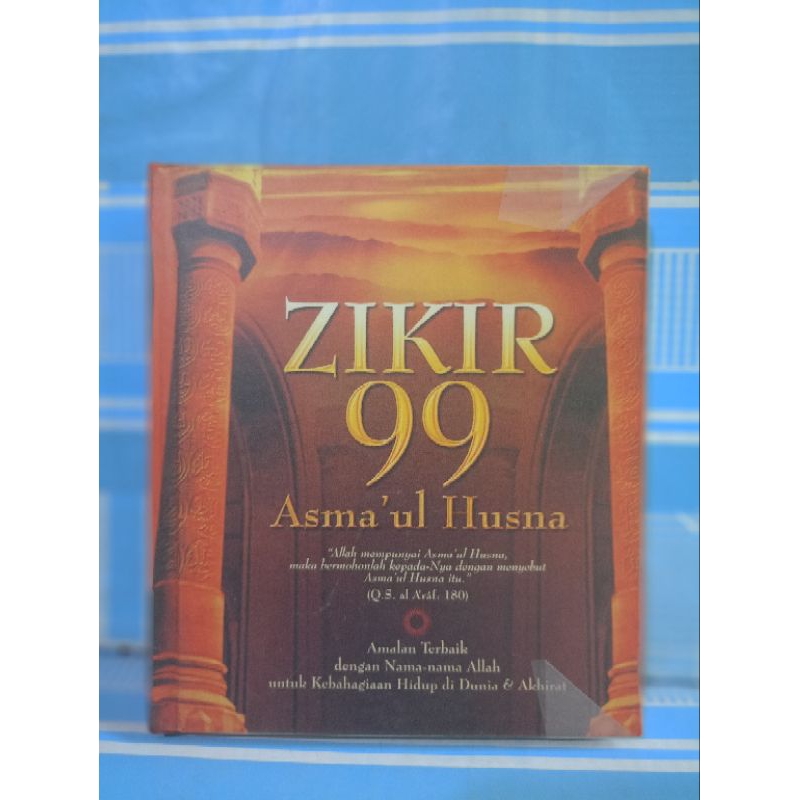 ZIKIR
99
Asma'ul Husna
"Allah mempunyai Asma'ul Husna,
maka bermohonlah kepada-Nya dengan menyebut
Asma'ul Husna itu."
(Q.S. al A'râf: 180)
Amalan Terbaik
dengan Nama-nama Allah
untuk Kebahagiaan Hidup di Dunia & Akhirat